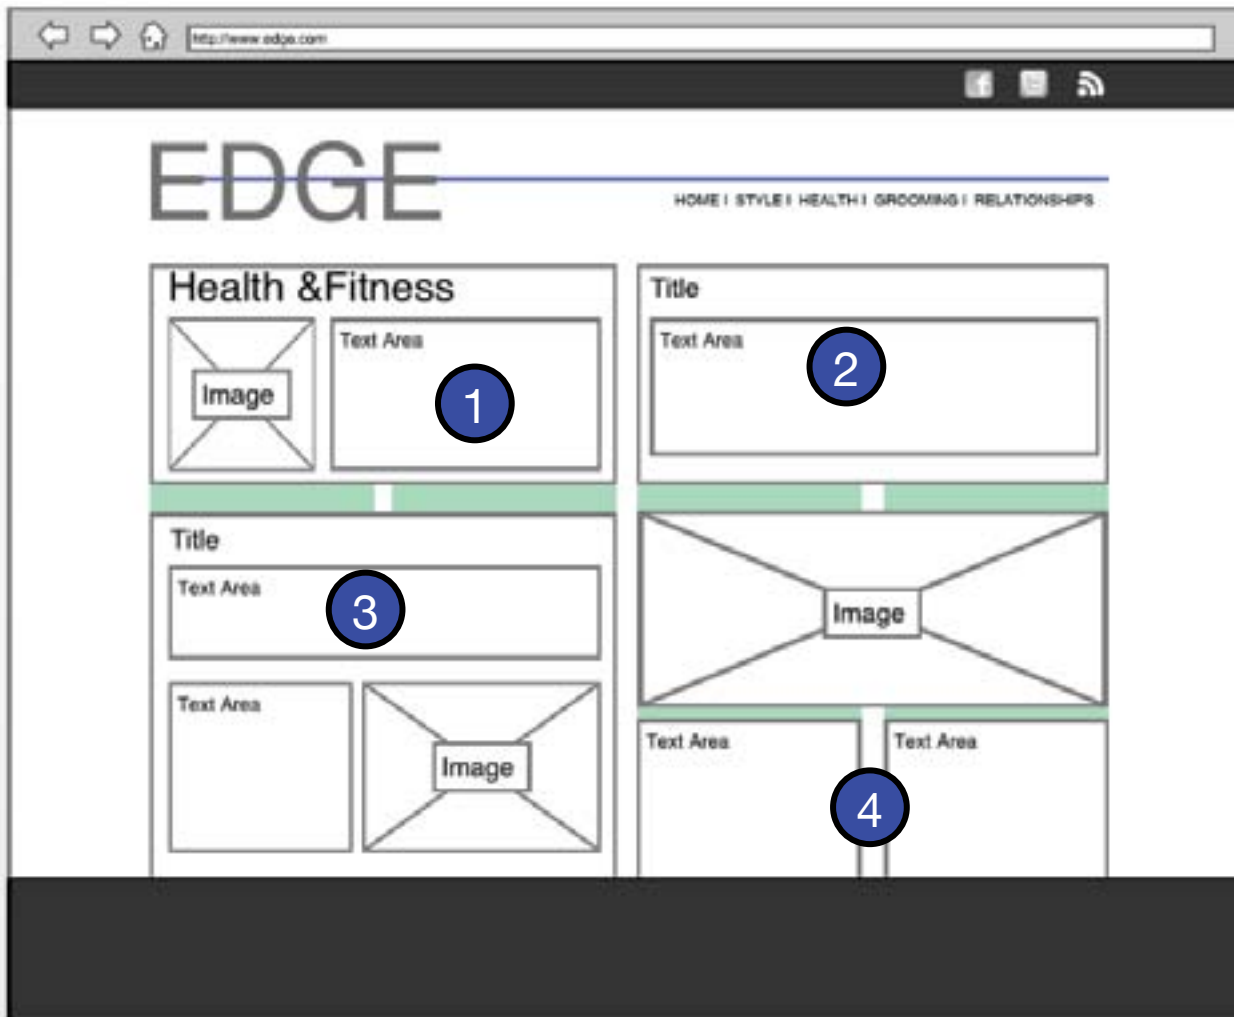 http://www.edge.com
EDGE
HOME I STYLE I HEALTH I GROOMING I RELATIONSHIPS
Health &Fitness
Image
Text Area
1
Title
Text Area
2
Title
Text Area
3
Text Area
Image
Image
Text Area
Text Area
4